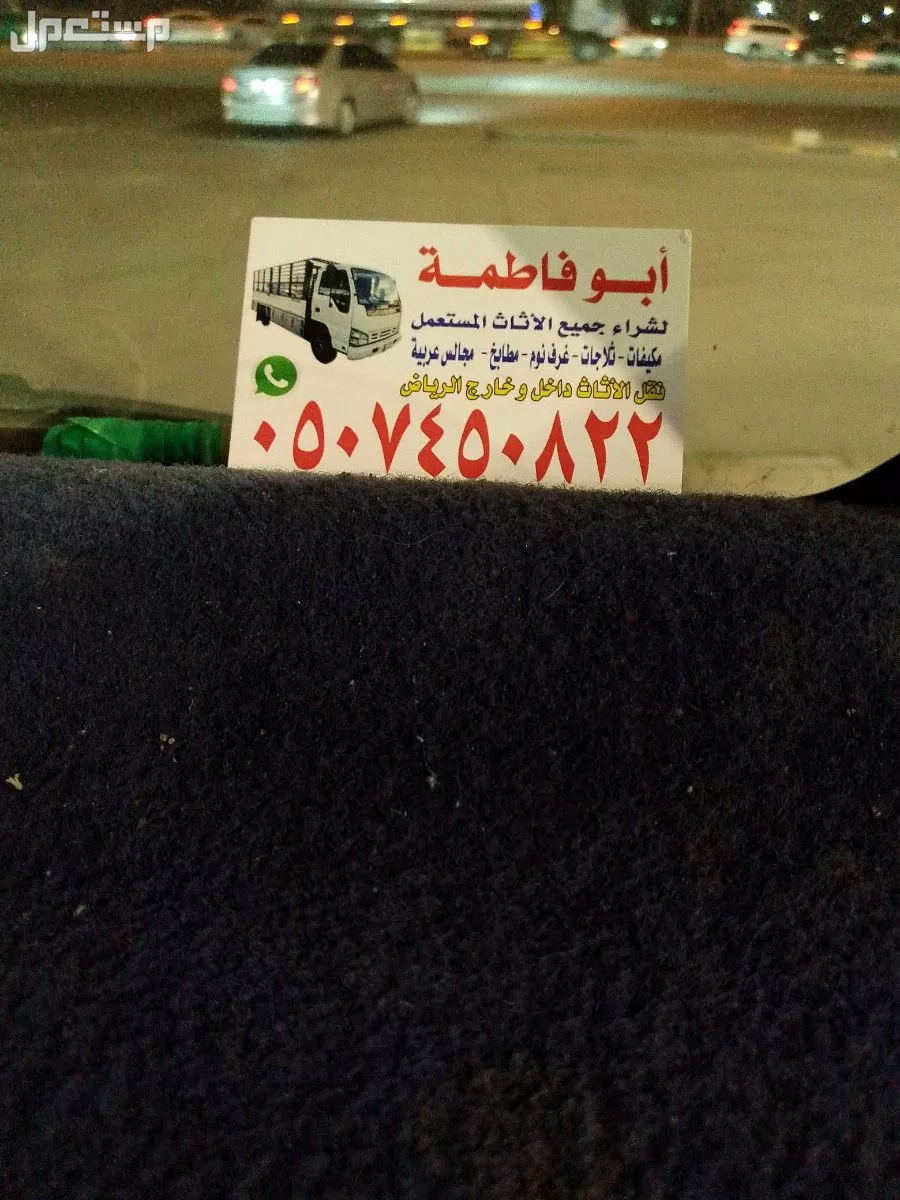 مستعمل
أبو فاطمة
لشراء جميع الأثاث المستعمل
مكيفات - ثلاجات - غرف نوم - مطابخ - مجالس عربية
نقل الأثاث داخل وخارج الرياض
٠٥٠٧٤٥٠٨٢٢